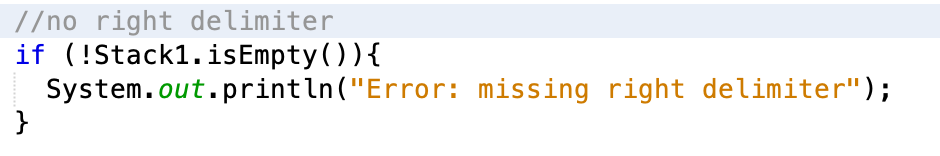 //no right delimiter
if (!Stack1.isEmpty()){
  System.out.println("Error: missing right delimiter");
}